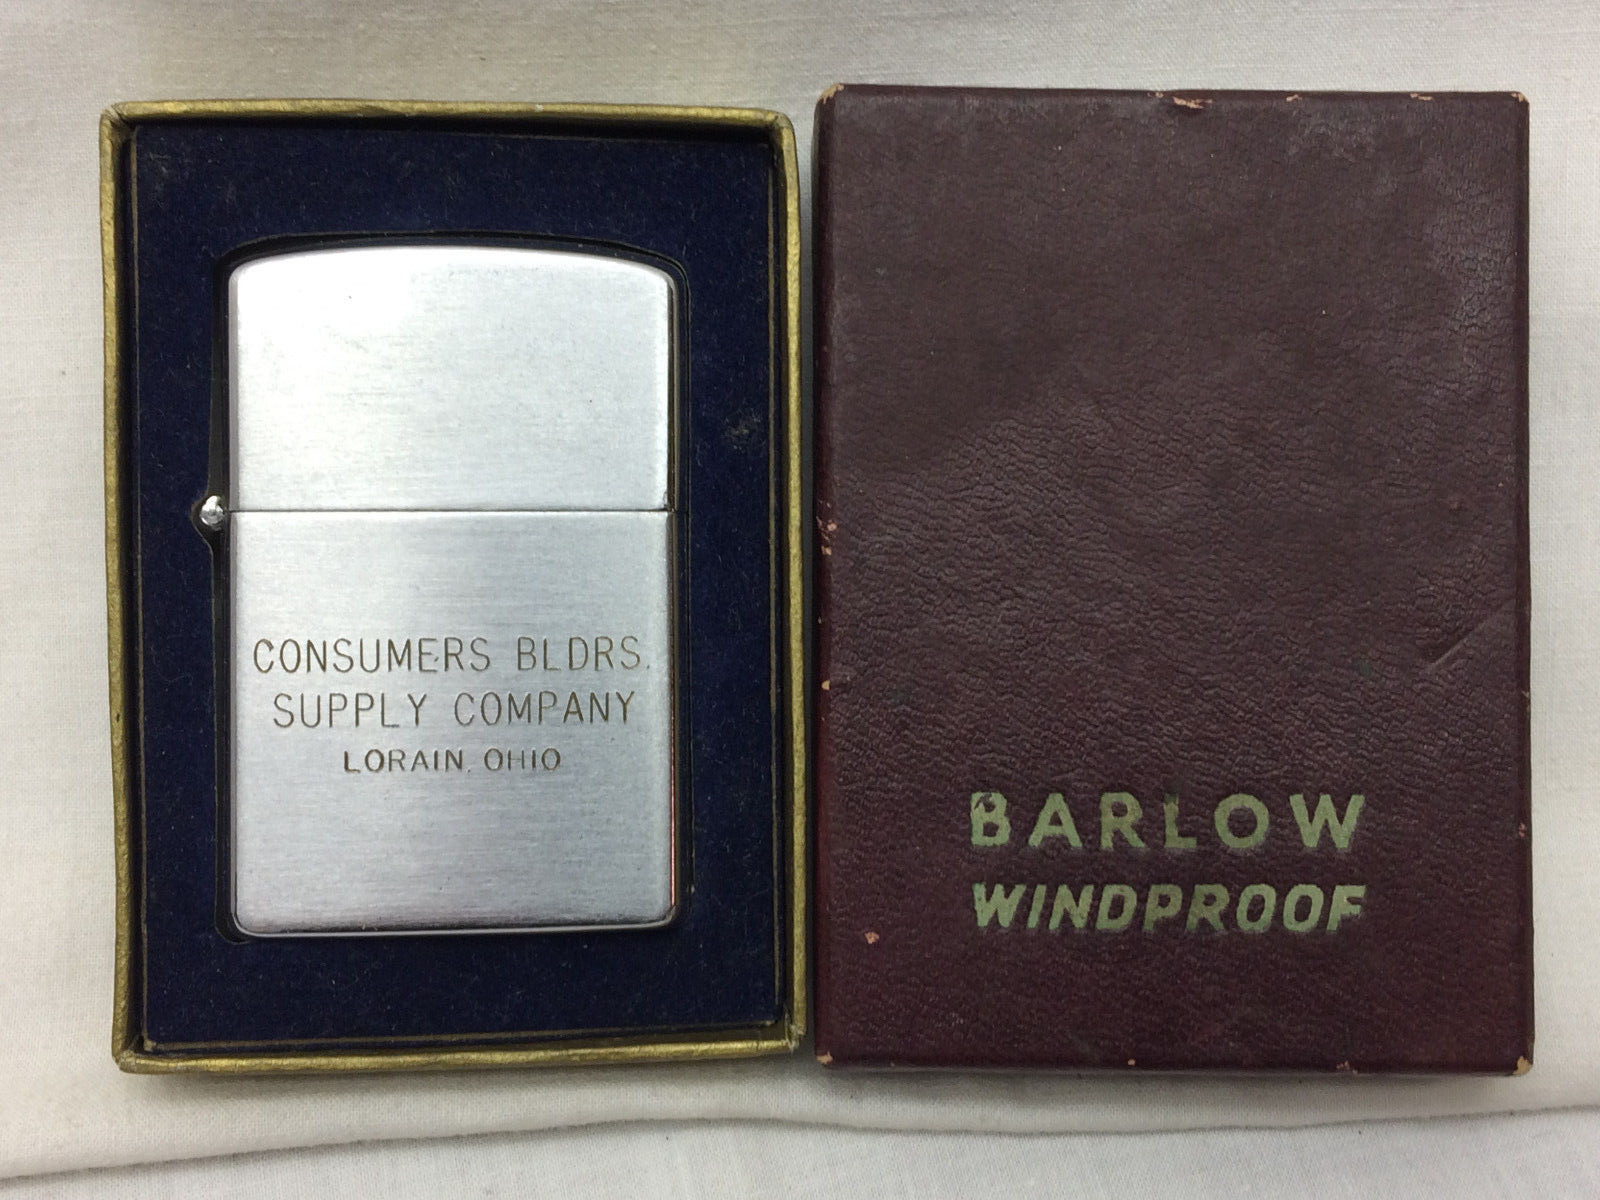 CONSUMERS BLDRS.
SUPPLY COMPANY
LORAIN, OHIO
BARLOW
WINDPROOF